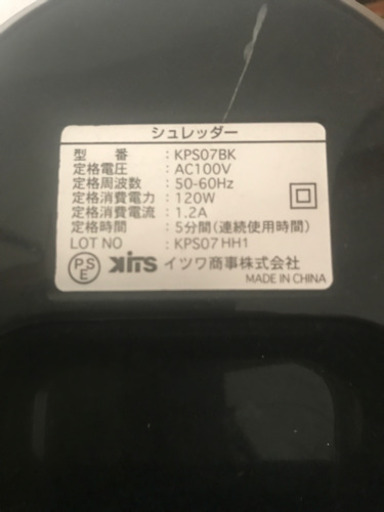 シュレッダー
型 番 : KPS07BK
定格電圧 : AC100V
定格周波数 : 50-60Hz
定格消費電力 : 120W
定格消費電流 : 1.2A
定格時間 : 5分間(連続使用時間)
LOT NO : KPS07 HH1
PSE KiTS イツワ商事株式会社
MADE IN CHINA